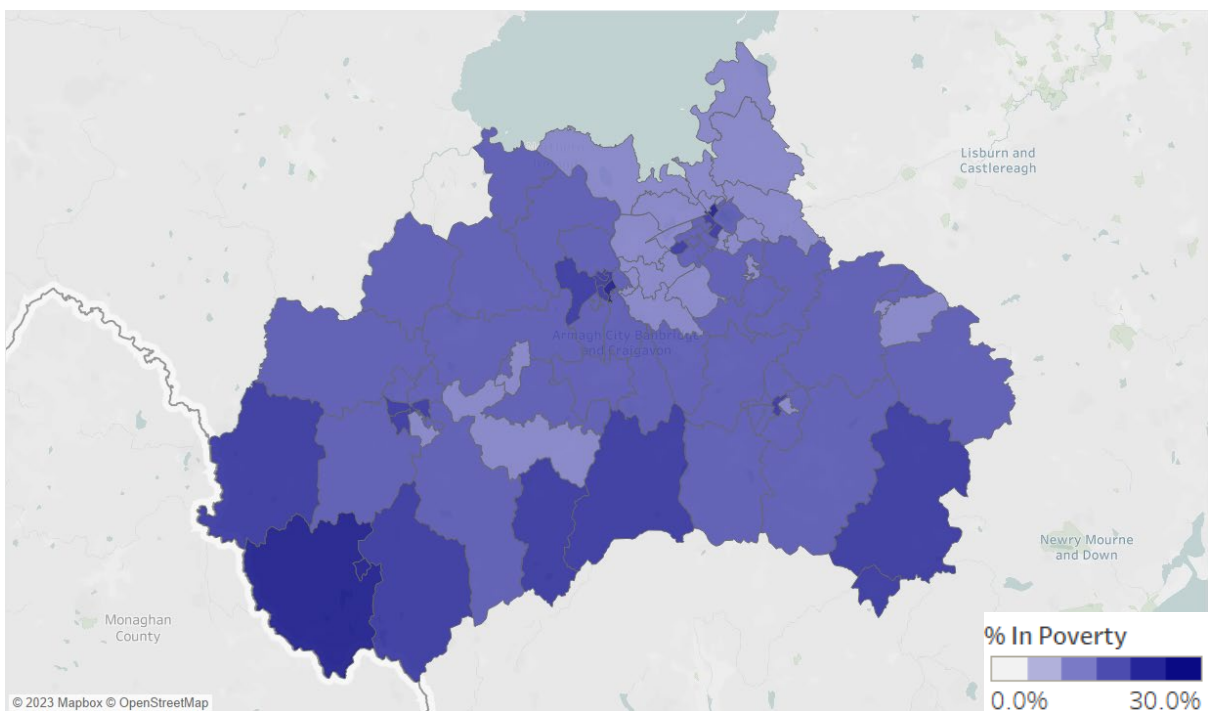 Lisburn and
Castlereagh
Armagh City Banbridge
and Craigavon
Newry Mourne
and Down
Monaghan
County
% In Poverty
0.0%
30.0%
© 2023 Mapbox © OpenStreetMap